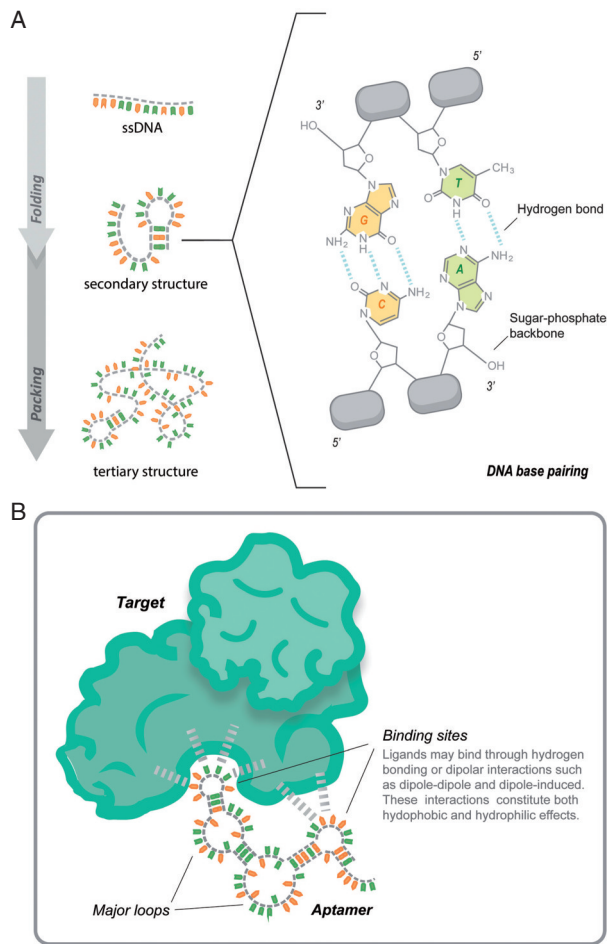 A
ssDNA
Folding
secondary structure
Packing
tertiary structure
5'
3'
HO
CH3
T
O
N
O
N
H
N
N
G
N
N
H
O
NH2
Hydrogen bond
N
NH2
N
A
N
N
O
N
NH2
N
C
O
O
O
O
Sugar-phosphate
backbone
OH
3'
5'
DNA base pairing
B
Target
Binding sites
Ligands may bind through hydrogen
bonding or dipolar interactions such
as dipole-dipole and dipole-induced.
These interactions constitute both
hydophobic and hydrophilic effects.
Major loops
Aptamer